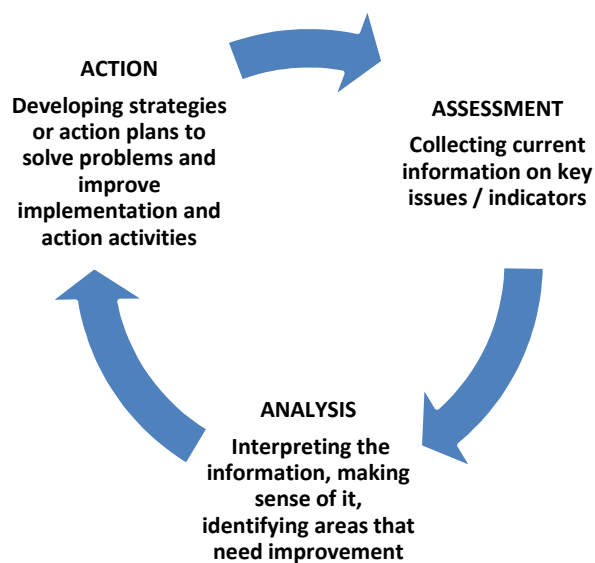 ACTION
Developing strategies
or action plans to
solve problems and
improve
implementation and
action activities
ASSESSMENT
Collecting current
information on key
issues / indicators
ANALYSIS
Interpreting the
information, making
sense of it,
identifying areas that
need improvement